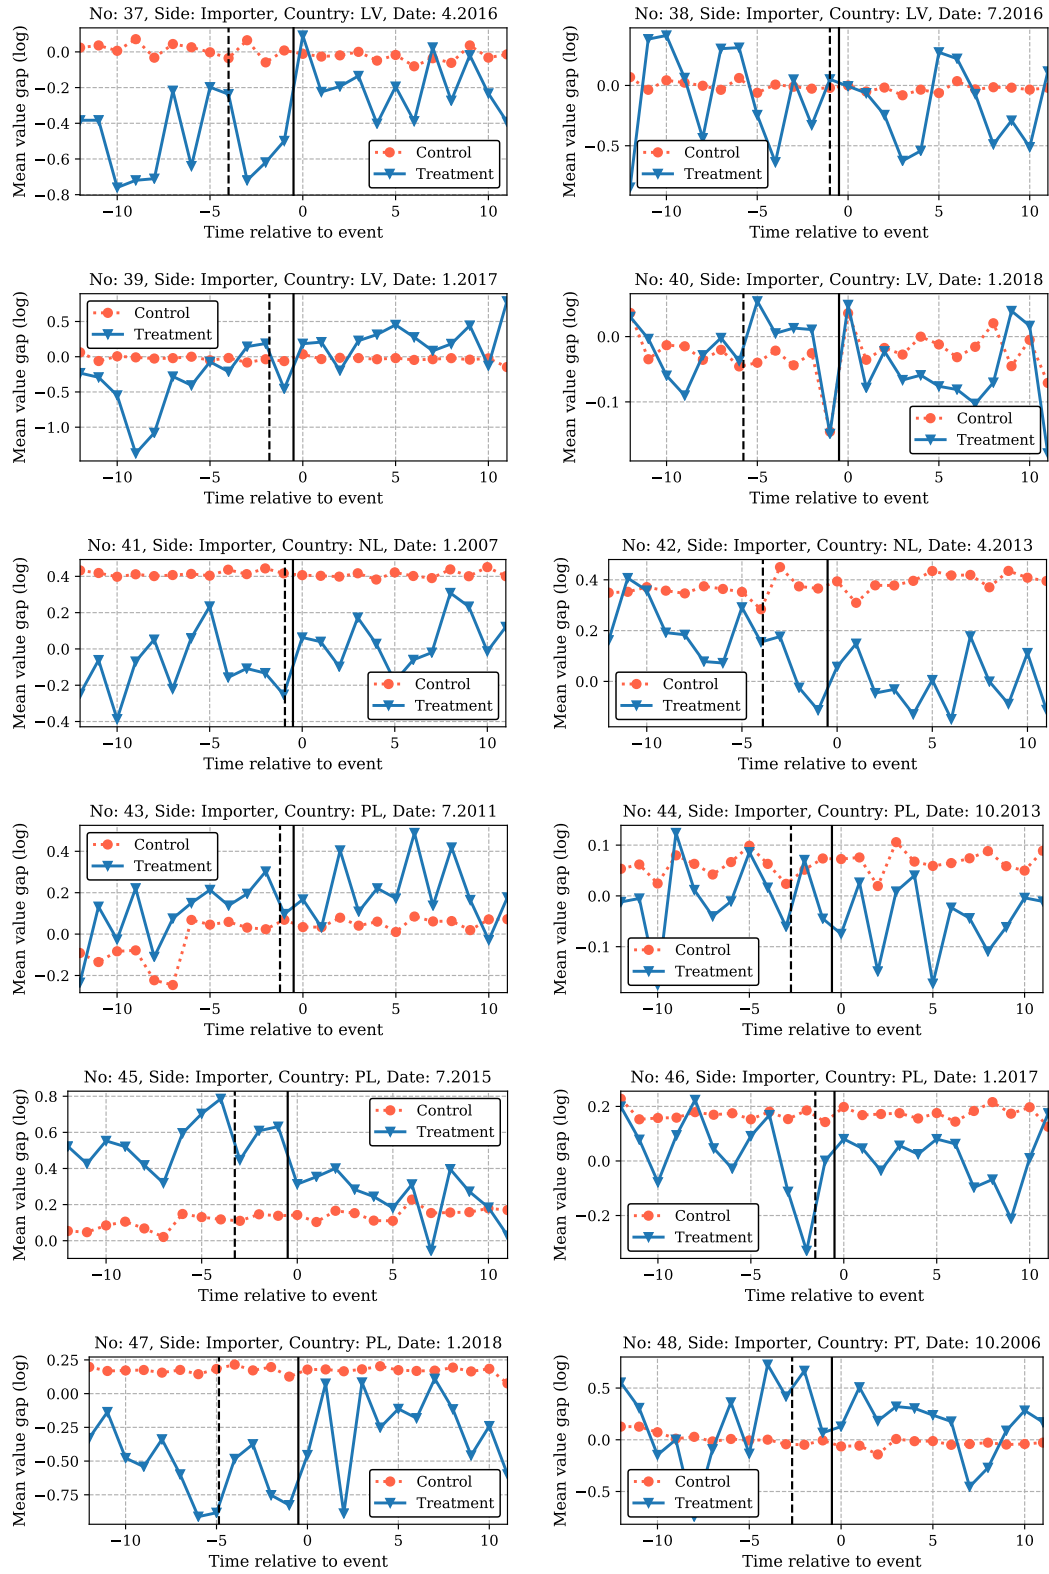 No: 37, Side: Importer, Country: LV, Date: 4.2016
Mean value gap (log)
0.0
−0.2
−0.4
−0.6
−0.8
Control
Treatment
−10
−5
0
5
10
Time relative to event
No: 38, Side: Importer, Country: LV, Date: 7.2016
Mean value gap (log)
0.0
−0.5
Control
Treatment
−10
−5
0
5
10
Time relative to event
No: 39, Side: Importer, Country: LV, Date: 1.2017
Mean value gap (log)
0.5
0.0
−0.5
−1.0
Control
Treatment
−10
−5
0
5
10
Time relative to event
No: 40, Side: Importer, Country: LV, Date: 1.2018
Mean value gap (log)
0.0
−0.1
Control
Treatment
−10
−5
0
5
10
Time relative to event
No: 41, Side: Importer, Country: NL, Date: 1.2007
Mean value gap (log)
0.4
0.2
0.0
−0.2
−0.4
Control
Treatment
−10
−5
0
5
10
Time relative to event
No: 42, Side: Importer, Country: NL, Date: 4.2013
Mean value gap (log)
0.4
0.2
0.0
Control
Treatment
−10
−5
0
5
10
Time relative to event
No: 43, Side: Importer, Country: PL, Date: 7.2011
Mean value gap (log)
0.4
0.2
0.0
−0.2
Control
Treatment
−10
−5
0
5
10
Time relative to event
No: 44, Side: Importer, Country: PL, Date: 10.2013
Mean value gap (log)
0.1
0.0
−0.1
Control
Treatment
−10
−5
0
5
10
Time relative to event
No: 45, Side: Importer, Country: PL, Date: 7.2015
Mean value gap (log)
0.8
0.6
0.4
0.2
0.0
Control
Treatment
−10
−5
0
5
10
Time relative to event
No: 46, Side: Importer, Country: PL, Date: 1.2017
Mean value gap (log)
0.2
0.0
−0.2
Control
Treatment
−10
−5
0
5
10
Time relative to event
No: 47, Side: Importer, Country: PL, Date: 1.2018
Mean value gap (log)
0.25
0.00
−0.25
−0.50
−0.75
Control
Treatment
−10
−5
0
5
10
Time relative to event
No: 48, Side: Importer, Country: PT, Date: 10.2006
Mean value gap (log)
0.5
0.0
−0.5
Control
Treatment
−10
−5
0
5
10
Time relative to event